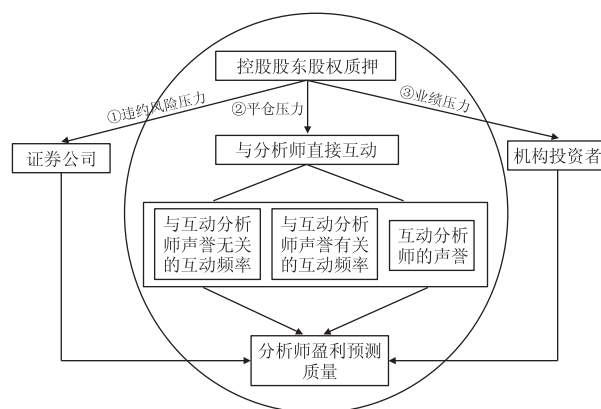 控股股东股权质押
①违约风险压力
②平仓压力
③业绩压力
证券公司
与分析师直接互动
机构投资者
与互动分析
师声誉无关
的互动频率
与互动分析
师声誉有关
的互动频率
互动分析
师的声誉
分析师盈利预测
质量